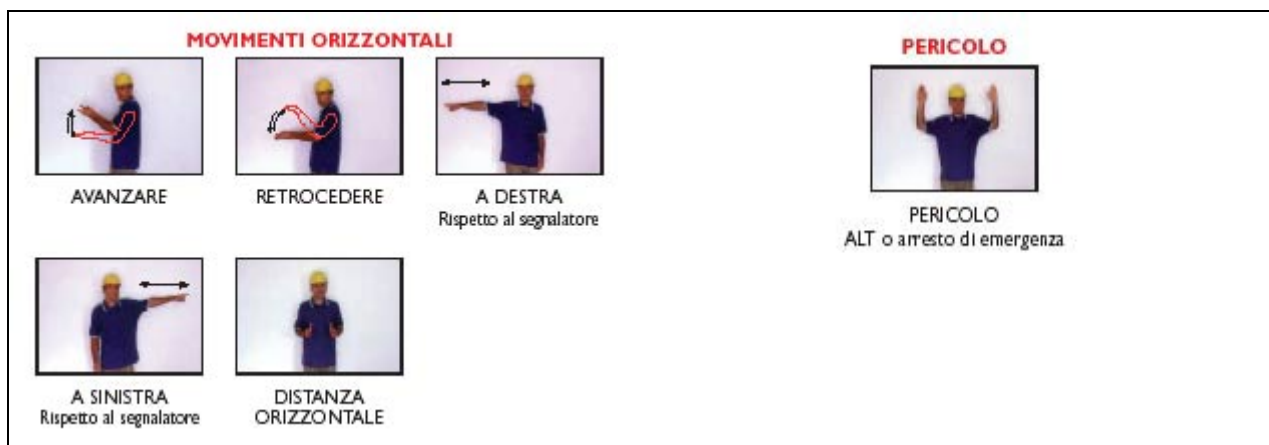 MOVIMENTI ORIZZONTALI
AVANZARE
RETROCEDERE
A DESTRA
Rispetto al segnalatore
A SINISTRA
Rispetto al segnalatore
DISTANZA
ORIZZONTALE
PERICOLO
PERICOLO
ALT o arresto di emergenza